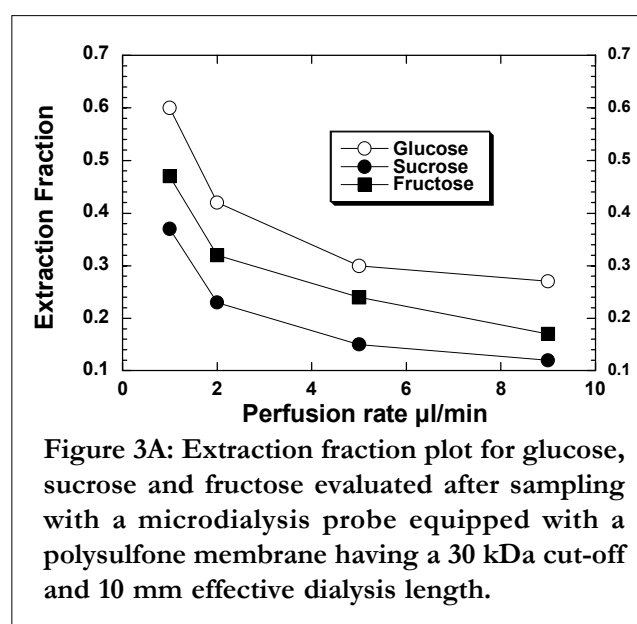 0.7 0.7
0.6 0.6
0.5 0.5
0.4 0.4
0.3 0.3
0.2 0.2
0.1 0.1
Extraction Fraction
Glucose
Sucrose
Fructose
0 2 4 6 8 10
Perfusion rate µl/min
Figure 3A: Extraction fraction plot for glucose,
sucrose and fructose evaluated after sampling
with a microdialysis probe equipped with a
polysulfone membrane having a 30 kDa cut-off
and 10 mm effective dialysis length.